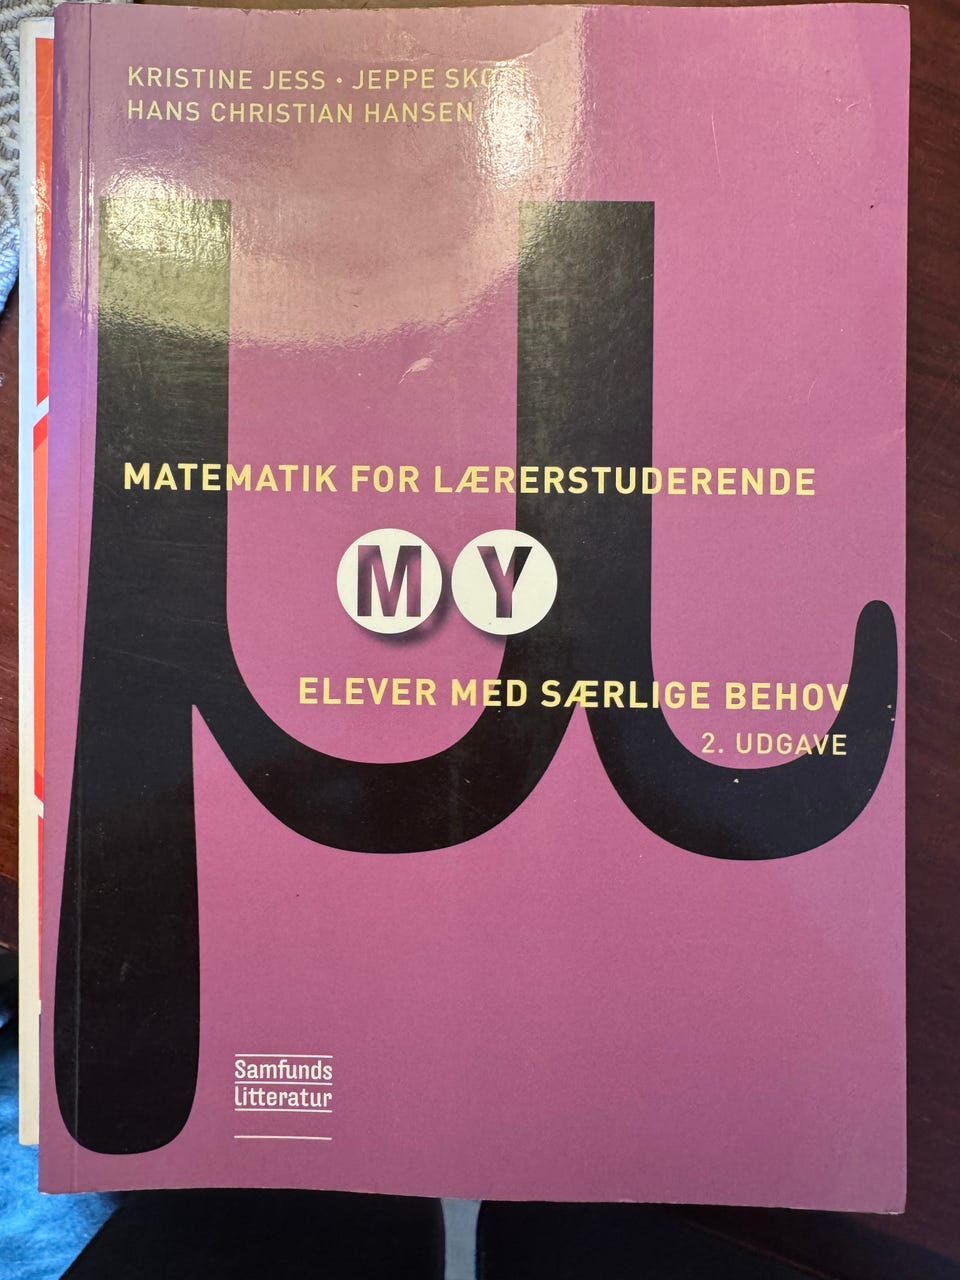 KRISTINE JESS • JEPPE
HANS CHRISTIAN HANSEN
µ
MATEMATIK FOR LÆRERSTUDERENDE
MY
ELEVER MED SÆRLIGE BEHOV
2. UDGAVE
Samfunds
litteratur